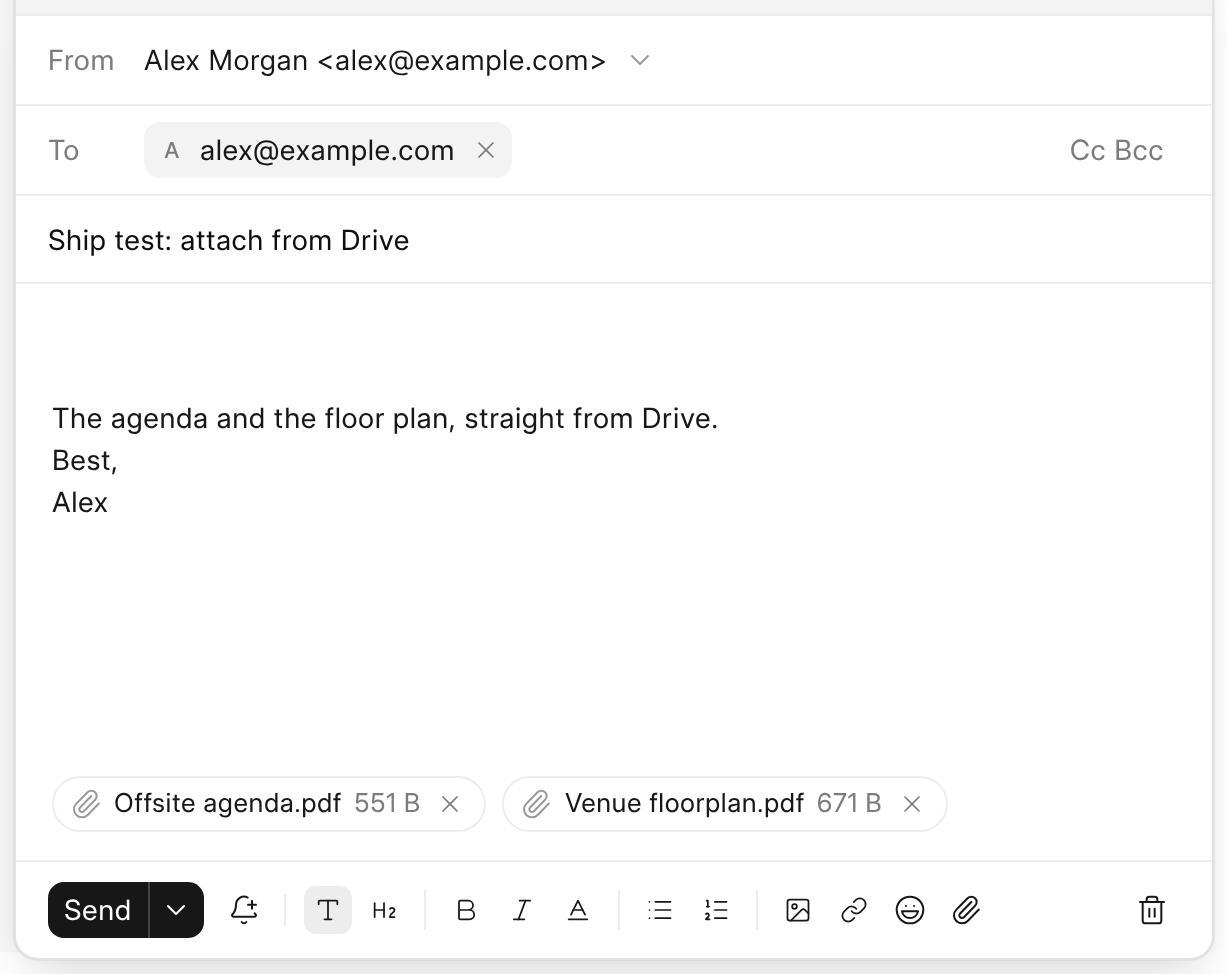 From Alex Morgan <alex@example.com>
To A alex@example.com Cc Bcc
Ship test: attach from Drive
The agenda and the floor plan, straight from Drive.
Best,
Alex
Offsite agenda.pdf 551 B Venue floorplan.pdf 671 B
Send T H2 B I A